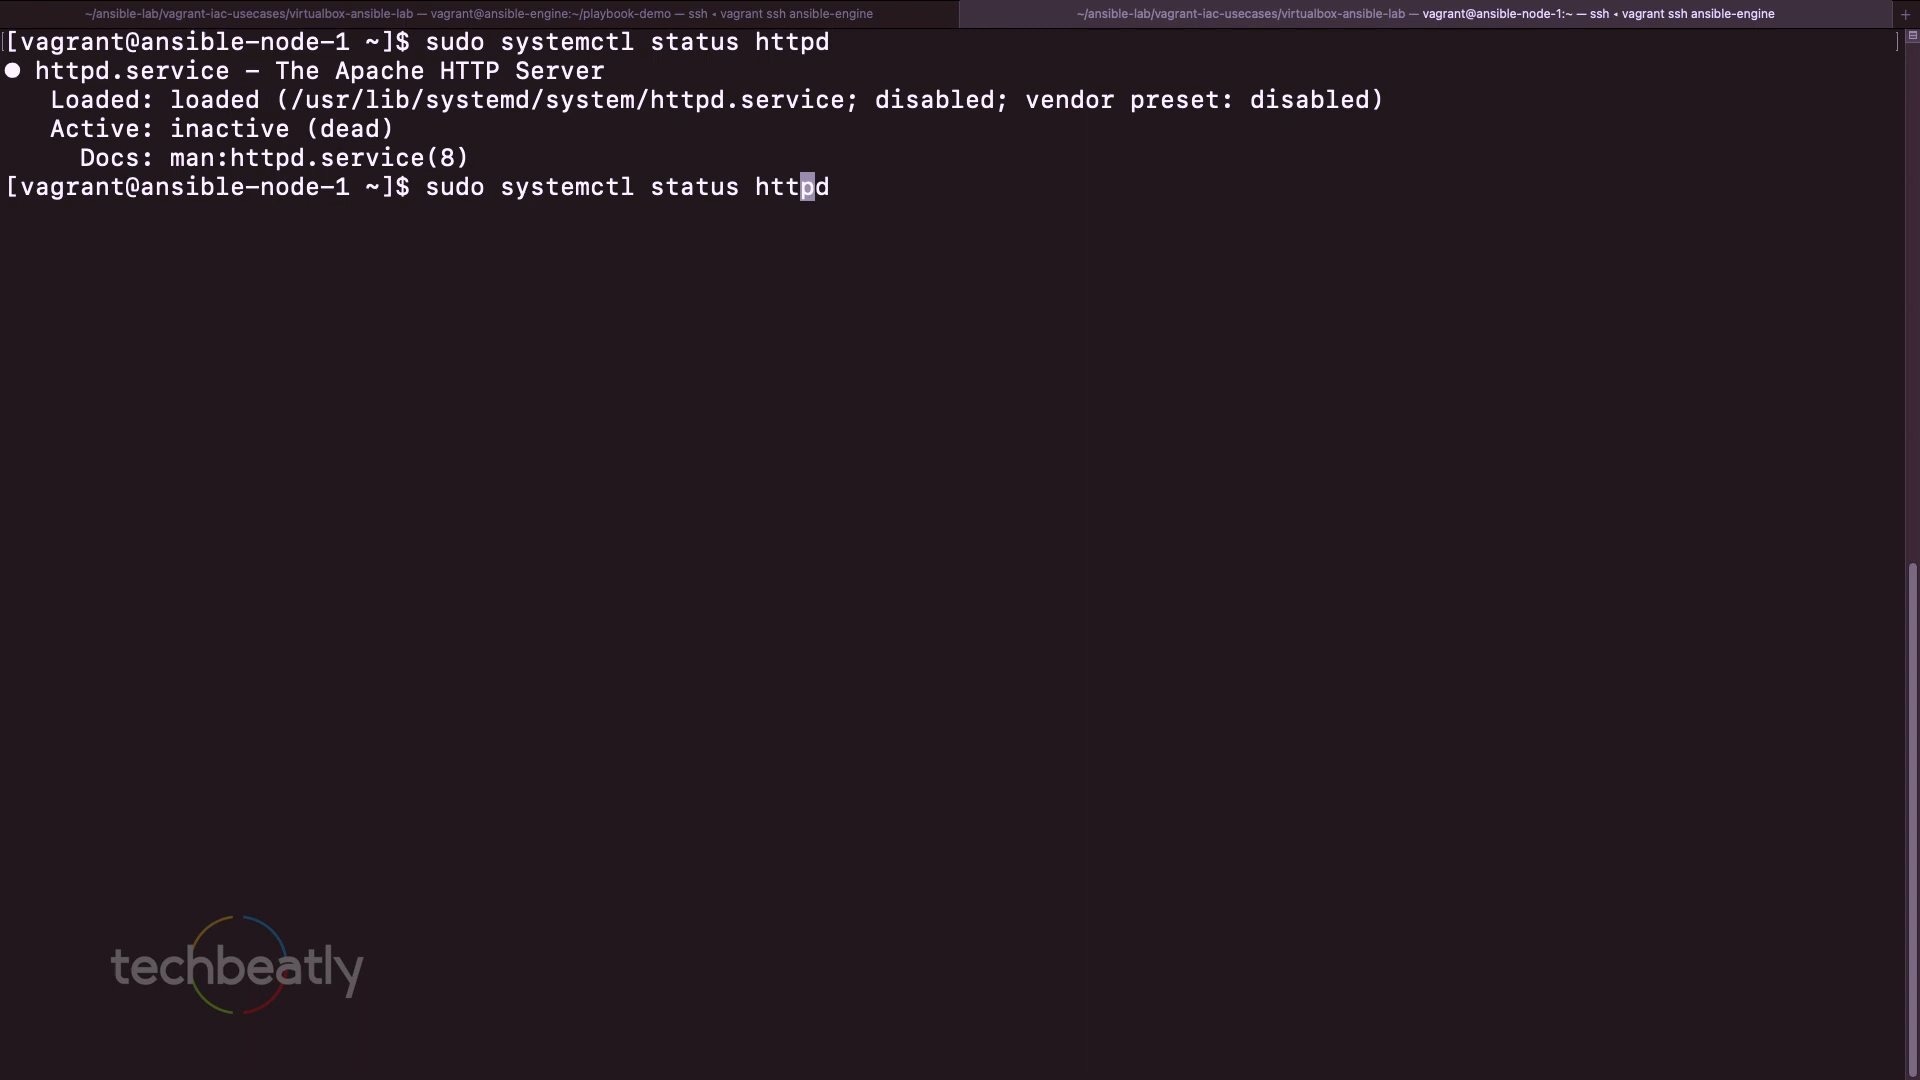 ~/ansible-lab/vagrant-iac-usecases/virtualbox-ansible-lab — vagrant@ansible-engine:~/playbook-demo — ssh ◂ vagrant ssh ansible-engine
~/ansible-lab/vagrant-iac-usecases/virtualbox-ansible-lab — vagrant@ansible-node-1:~ — ssh ◂ vagrant ssh ansible-engine
[vagrant@ansible-node-1 ~]$ sudo systemctl status httpd
● httpd.service – The Apache HTTP Server
Loaded: loaded (/usr/lib/systemd/system/httpd.service; disabled; vendor preset: disabled)
Active: inactive (dead)
Docs: man:httpd.service(8)
[vagrant@ansible-node-1 ~]$ sudo systemctl status httpd
techbeatly